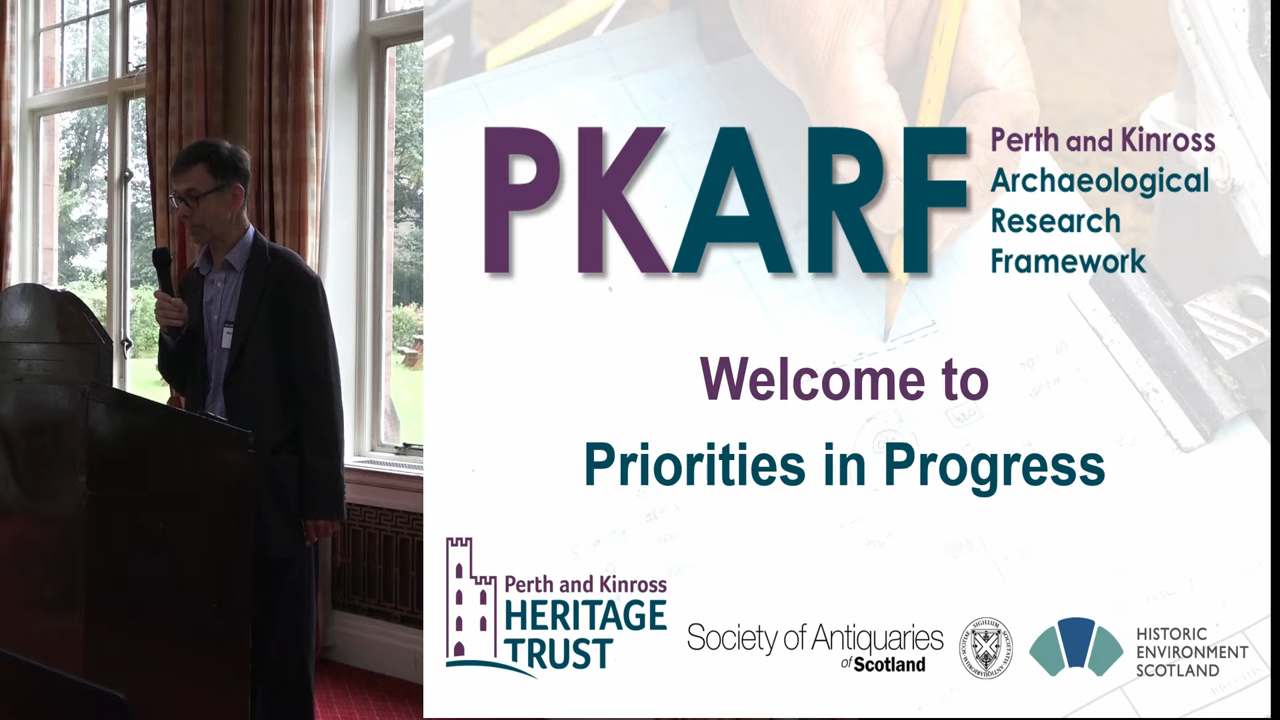 PKARF
Perth and Kinross
Archaeological
Research
Framework
Welcome to
Priorities in Progress
Perth and Kinross
HERITAGE
TRUST
Society of Antiquaries
of Scotland
HISTORIC
ENVIRONMENT
SCOTLAND